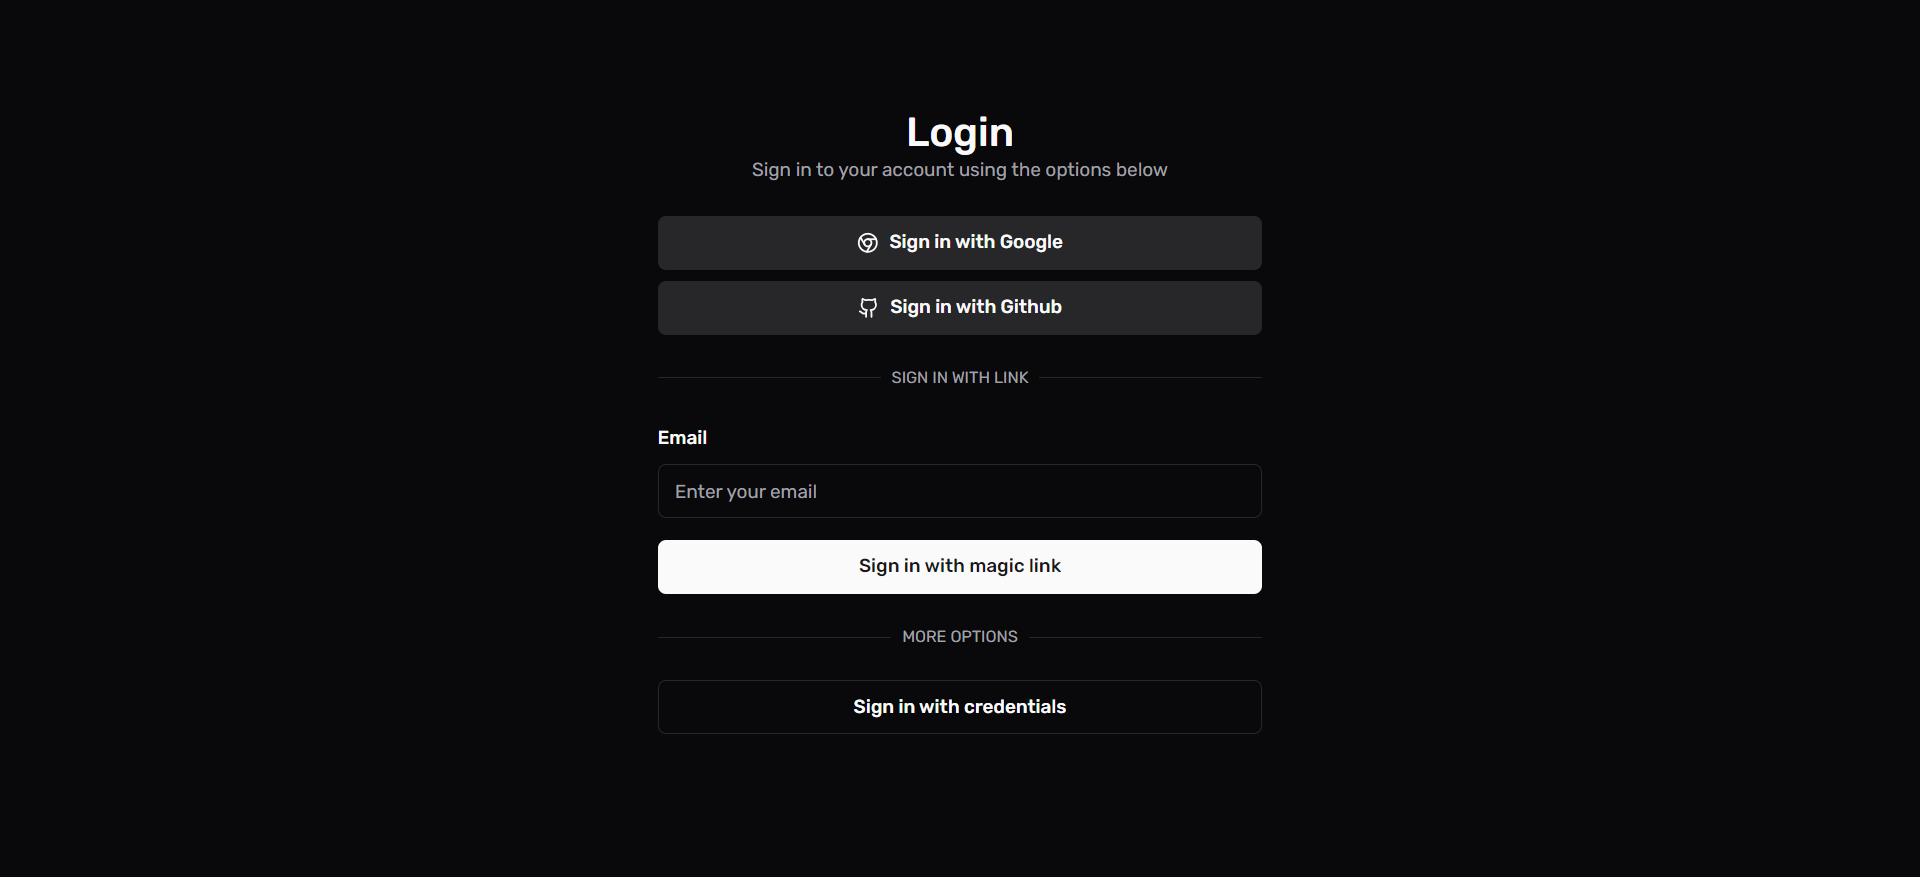 Login
Sign in to your account using the options below
Sign in with Google
Sign in with Github
SIGN IN WITH LINK
Email
Enter your email
Sign in with magic link
MORE OPTIONS
Sign in with credentials